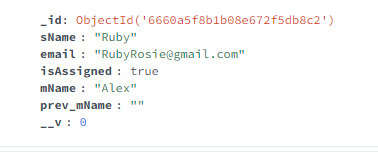 _id: ObjectId('6660a5f8b1b08e672f5db8c2')
sName : "Ruby"
email : "RubyRosie@gmail.com"
isAssigned : true
mName : "Alex"
prev_mName : ""
__v : 0